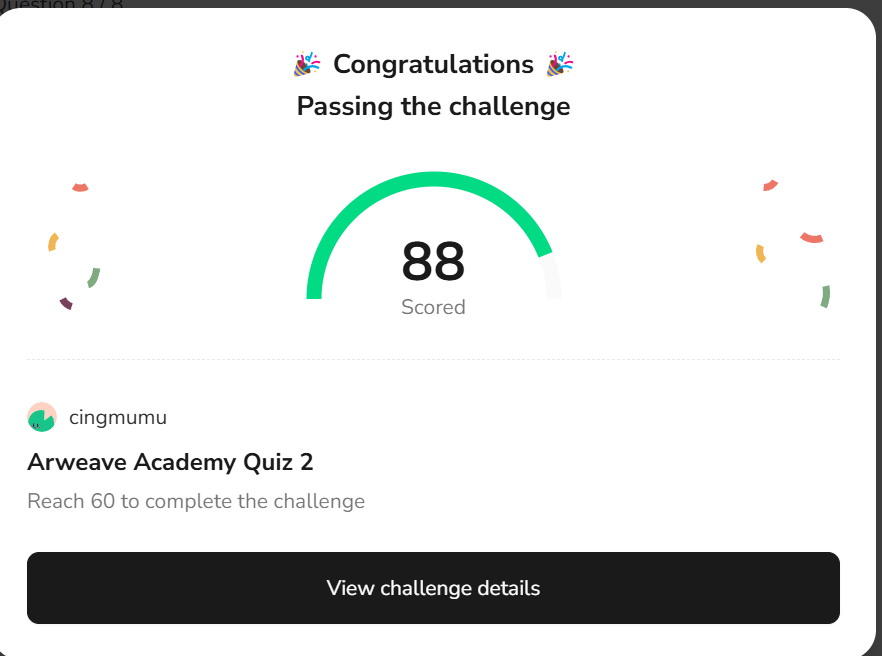 Question 8 / 8
🎉 Congratulations 🎉
Passing the challenge
88
Scored
cingmumu
Arweave Academy Quiz 2
Reach 60 to complete the challenge
View challenge details